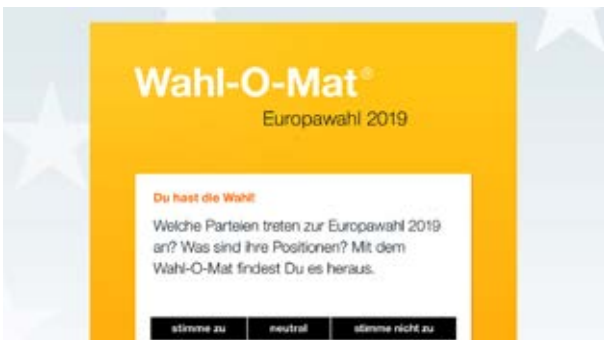 Wahl-O-Mat®
Europawahl 2019
Du hast die Wahl!
Welche Parteien treten zur Europawahl 2019
an? Was sind ihre Positionen? Mit dem
Wahl-O-Mat findest Du es heraus.
stimme zu neutral stimme nicht zu